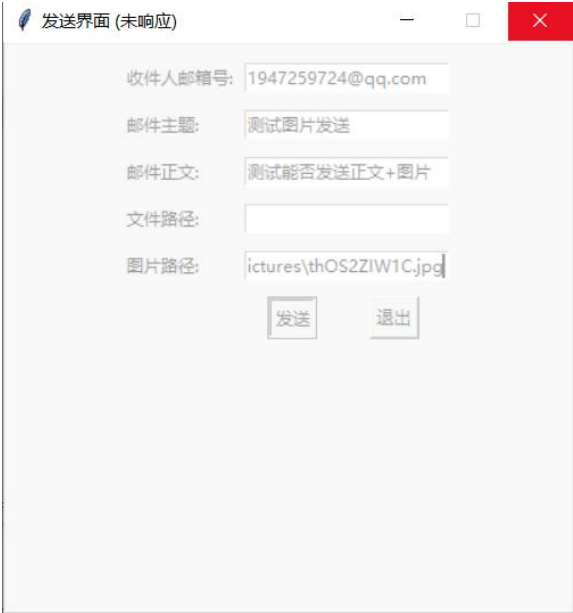 发送界面 (未响应)
收件人邮箱号: 1947259724@qq.com
邮件主题: 测试图片发送
邮件正文: 测试能否发送正文+图片
文件路径:
图片路径: ictures\thOS2ZIW1C.jpg
发送 退出